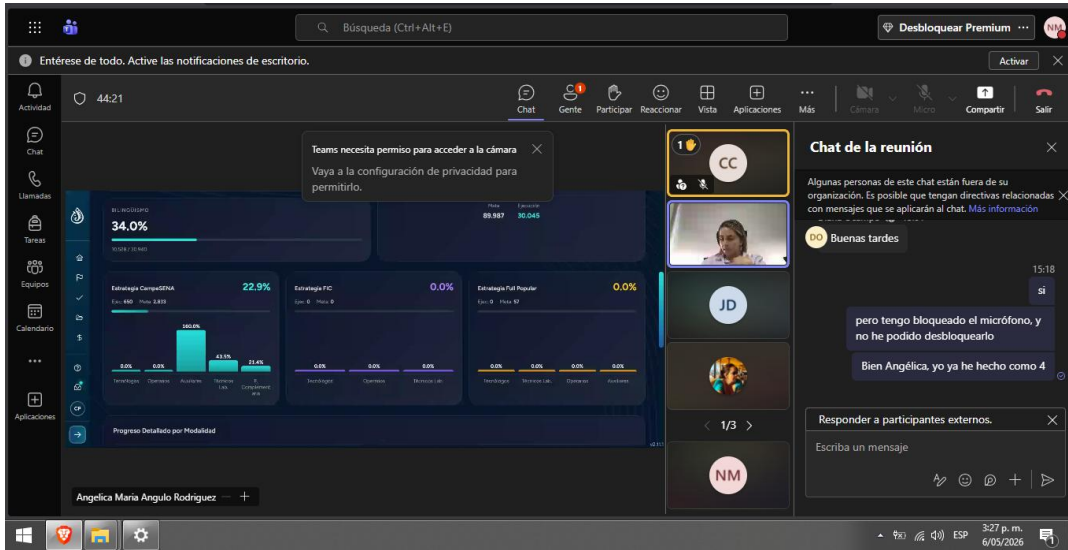 Búsqueda (Ctrl+Alt+E)
Desbloquear Premium
NM
Entérese de todo. Active las notificaciones de escritorio.
Activar
Actividad
Chat
Llamadas
Tareas
Equipos
Calendario
Aplicaciones
44:21
Chat
Gente
1
Participar
Reaccionar
Vista
Aplicaciones
Más
Cámara
Micro
Compartir
Salir
Teams necesita permiso para acceder a la cámara
Vaya a la configuración de privacidad para
permitirlo.
BILINGÜISMO
34.0%
Meta
Ejecución
89.987
30.045
Estrategia CampeSENA
22.9%
Ejec: 650 Meta: 2.833
0.0%
0.0%
160.0%
43.5%
21.4%
Tecnólogos
Operarios
Auxiliares
Técnicos
Lab.
E.
Complement
aria
Estrategia FIC
0.0%
Ejec: 0 Meta: 0
0.0%
0.0%
0.0%
Tecnólogos
Operarios
Técnicos Lab.
Estrategia Full Popular
0.0%
Ejec: 0 Meta: 57
0.0%
0.0%
0.0%
0.0%
Tecnólogos
Técnicos Lab.
Operarios
Auxiliares
CP
Progreso Detallado por Modalidad
Angelica Maria Angulo Rodriguez
1
CC
JD
1/3
NM
Chat de la reunión
Algunas personas de este chat están fuera de su
organización. Es posible que tengan directivas relacionadas
con mensajes que se aplicarán al chat. Más información
DO
Buenas tardes
15:18
si
pero tengo bloqueado el micrófono, y
no he podido desbloquearlo
Bien Angélica, yo ya he hecho como 4
Responder a participantes externos.
Escriba un mensaje
ESP
3:27 p. m.
6/05/2026